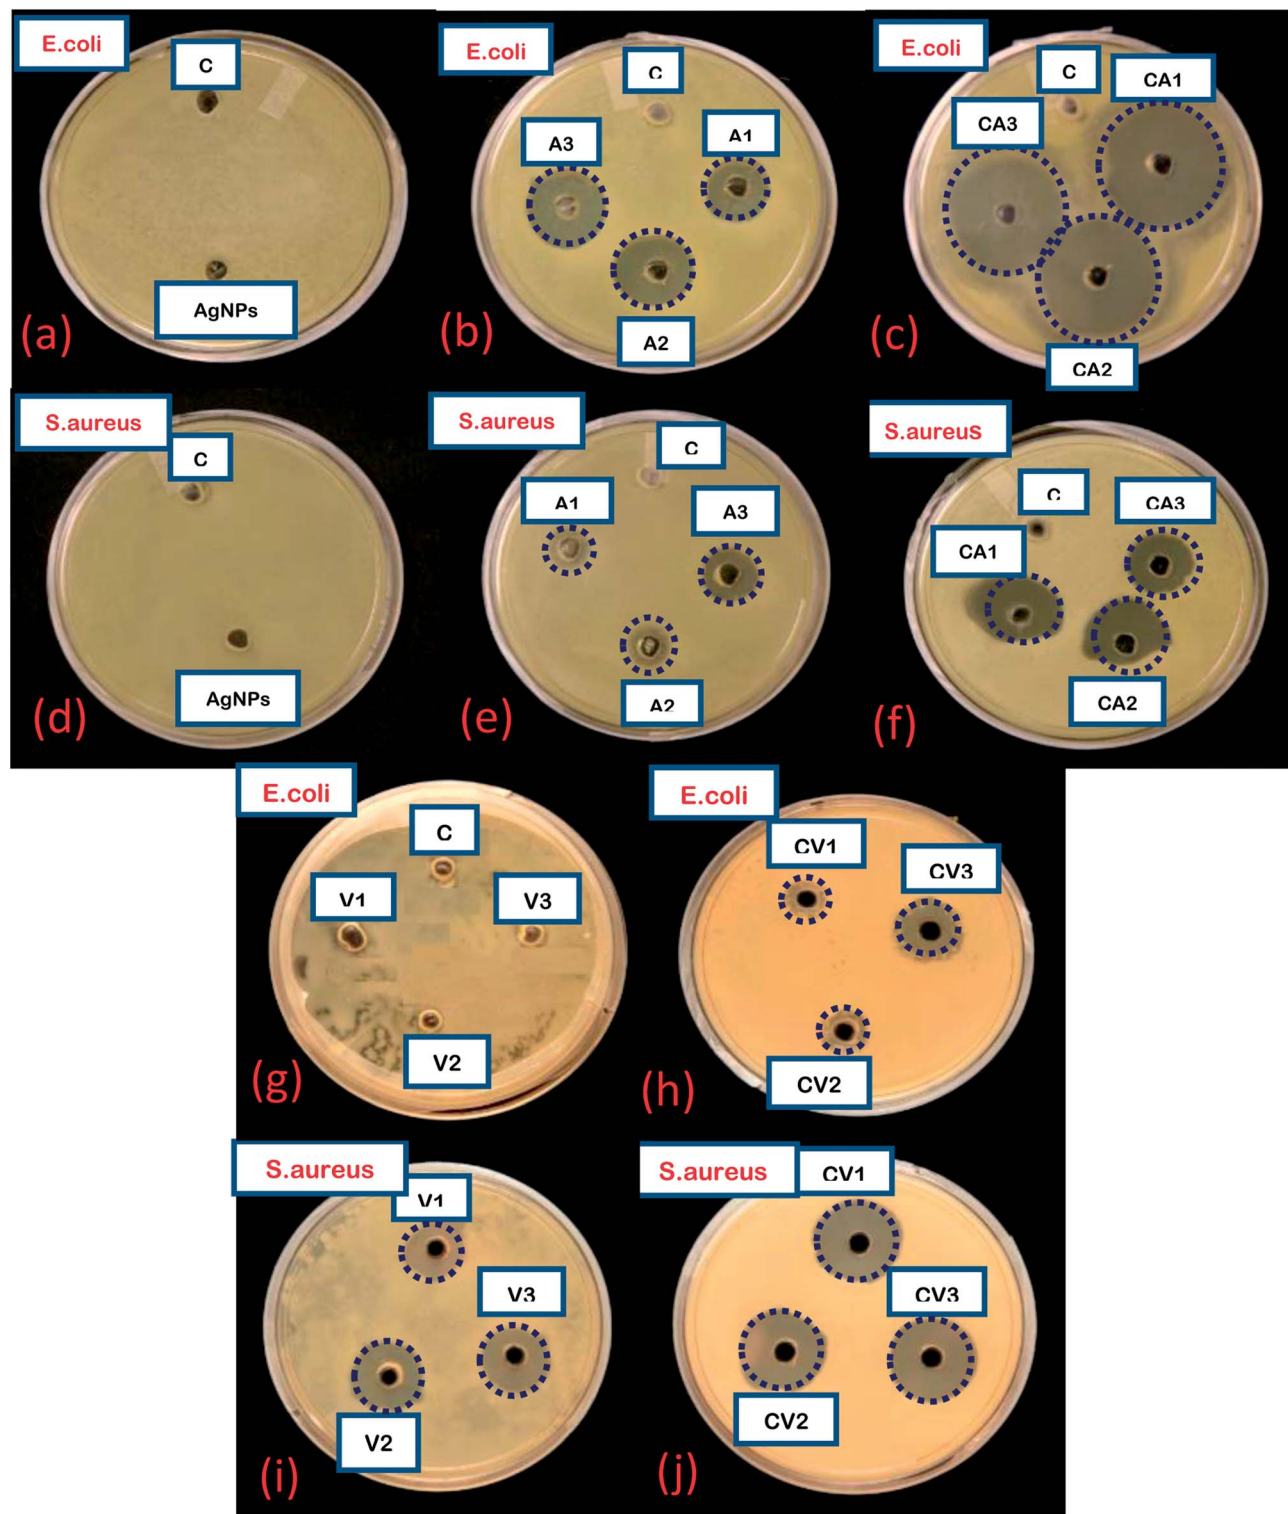 E.coli
C
AgNPs
(a)
E.coli
C
A3
A1
A2
(b)
E.coli
C
CA1
CA3
CA2
(c)
S.aureus
C
AgNPs
(d)
S.aureus
C
A1
A3
A2
(e)
S.aureus
C
CA3
CA1
CA2
(f)
E.coli
C
V1
V3
V2
(g)
E.coli
CV1
CV3
CV2
(h)
S.aureus
V1
V3
V2
(i)
S.aureus
CV1
CV3
CV2
(j)